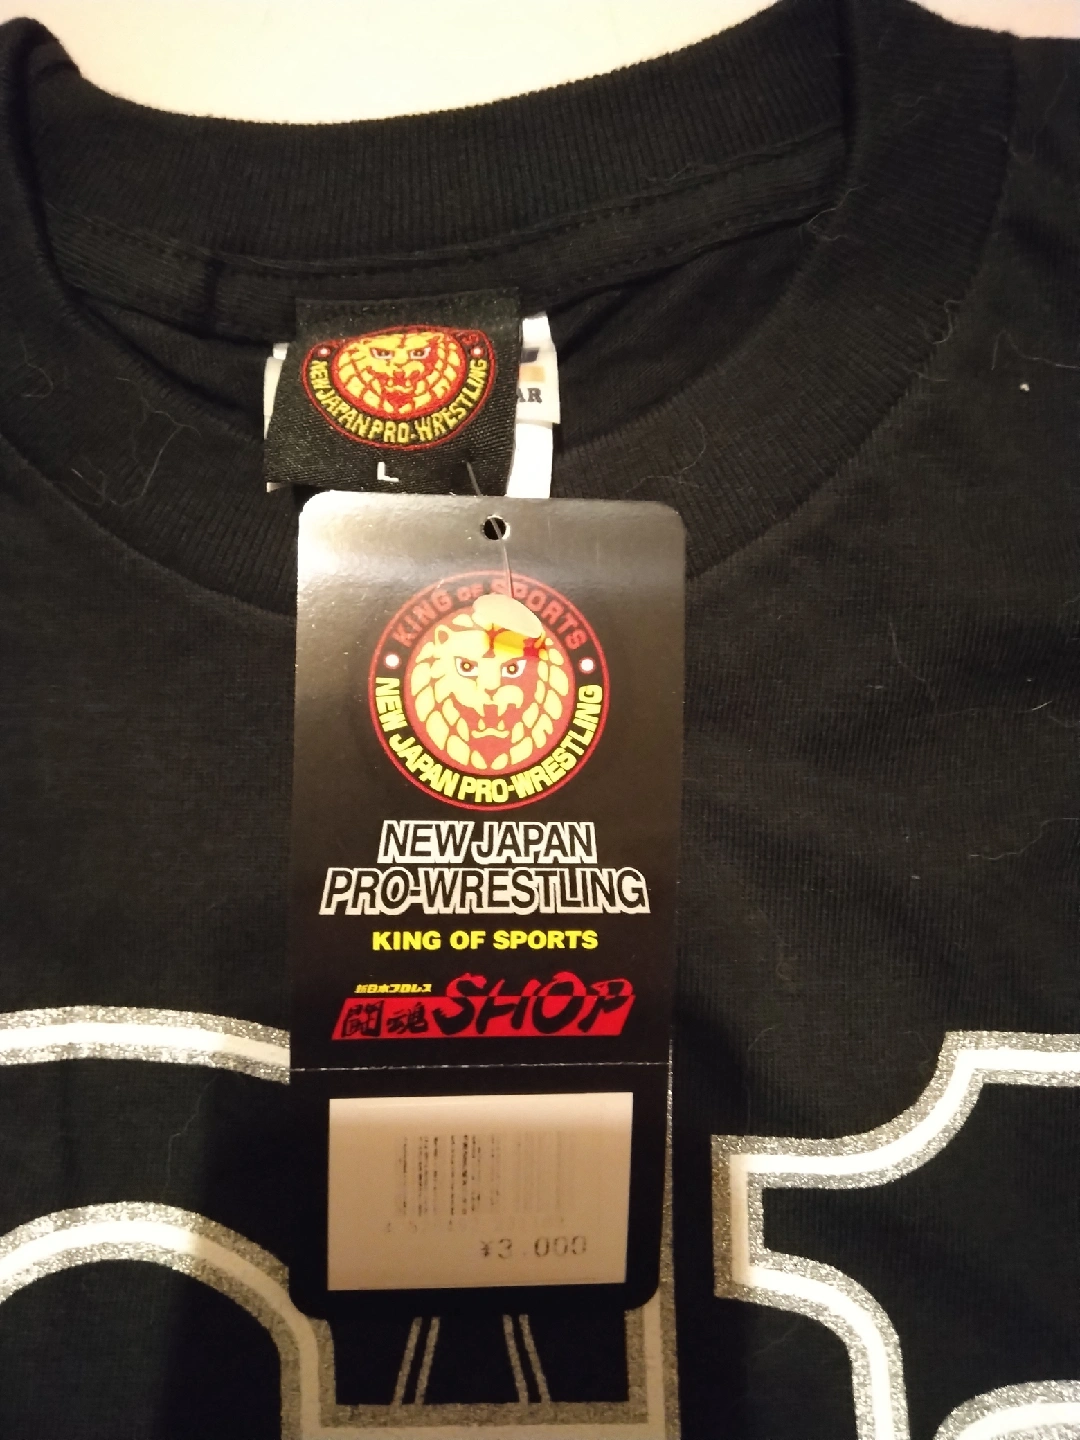 NEW JAPAN PRO-WRESTLING
L
AR
KING OF SPORTS
NEW JAPAN PRO-WRESTLING
NEW JAPAN
PRO-WRESTLING
KING OF SPORTS
新日本プロレス
闘魂SHOP
¥3,000